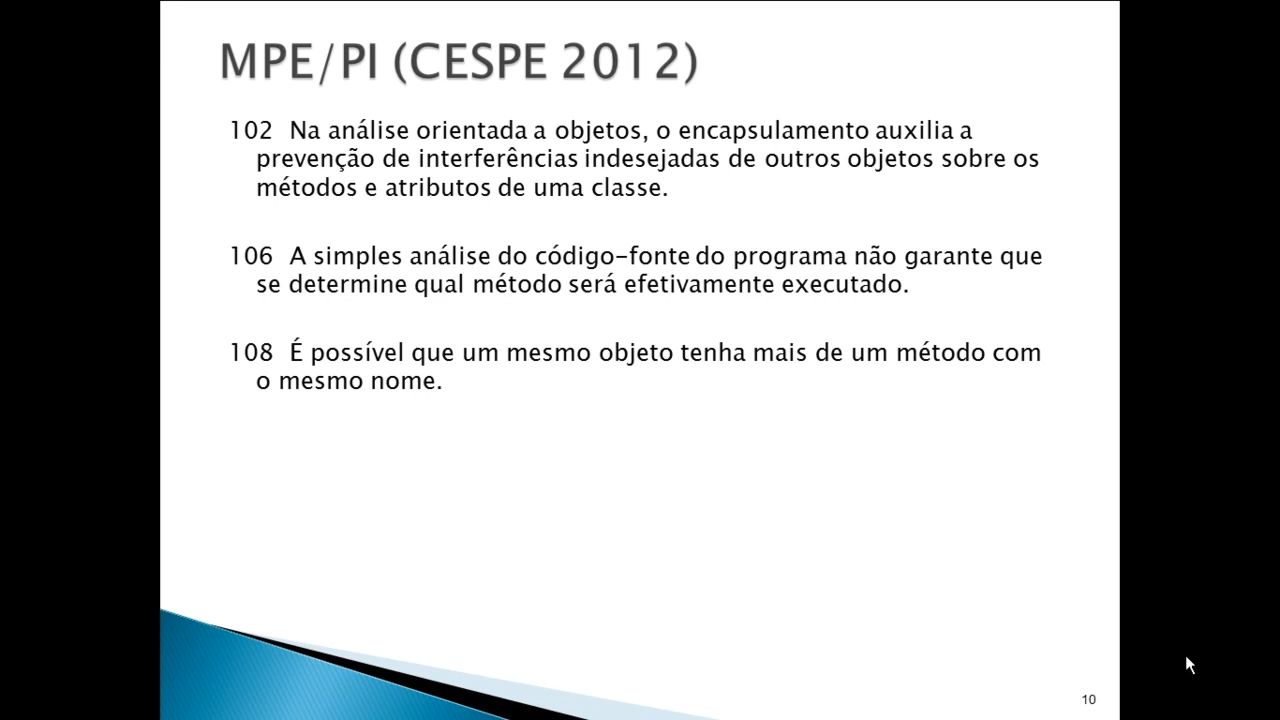 MPE/PI (CESPE 2012)
102 Na análise orientada a objetos, o encapsulamento auxilia a
prevenção de interferências indesejadas de outros objetos sobre os
métodos e atributos de uma classe.
106 A simples análise do código-fonte do programa não garante que
se determine qual método será efetivamente executado.
108 É possível que um mesmo objeto tenha mais de um método com
o mesmo nome.
10